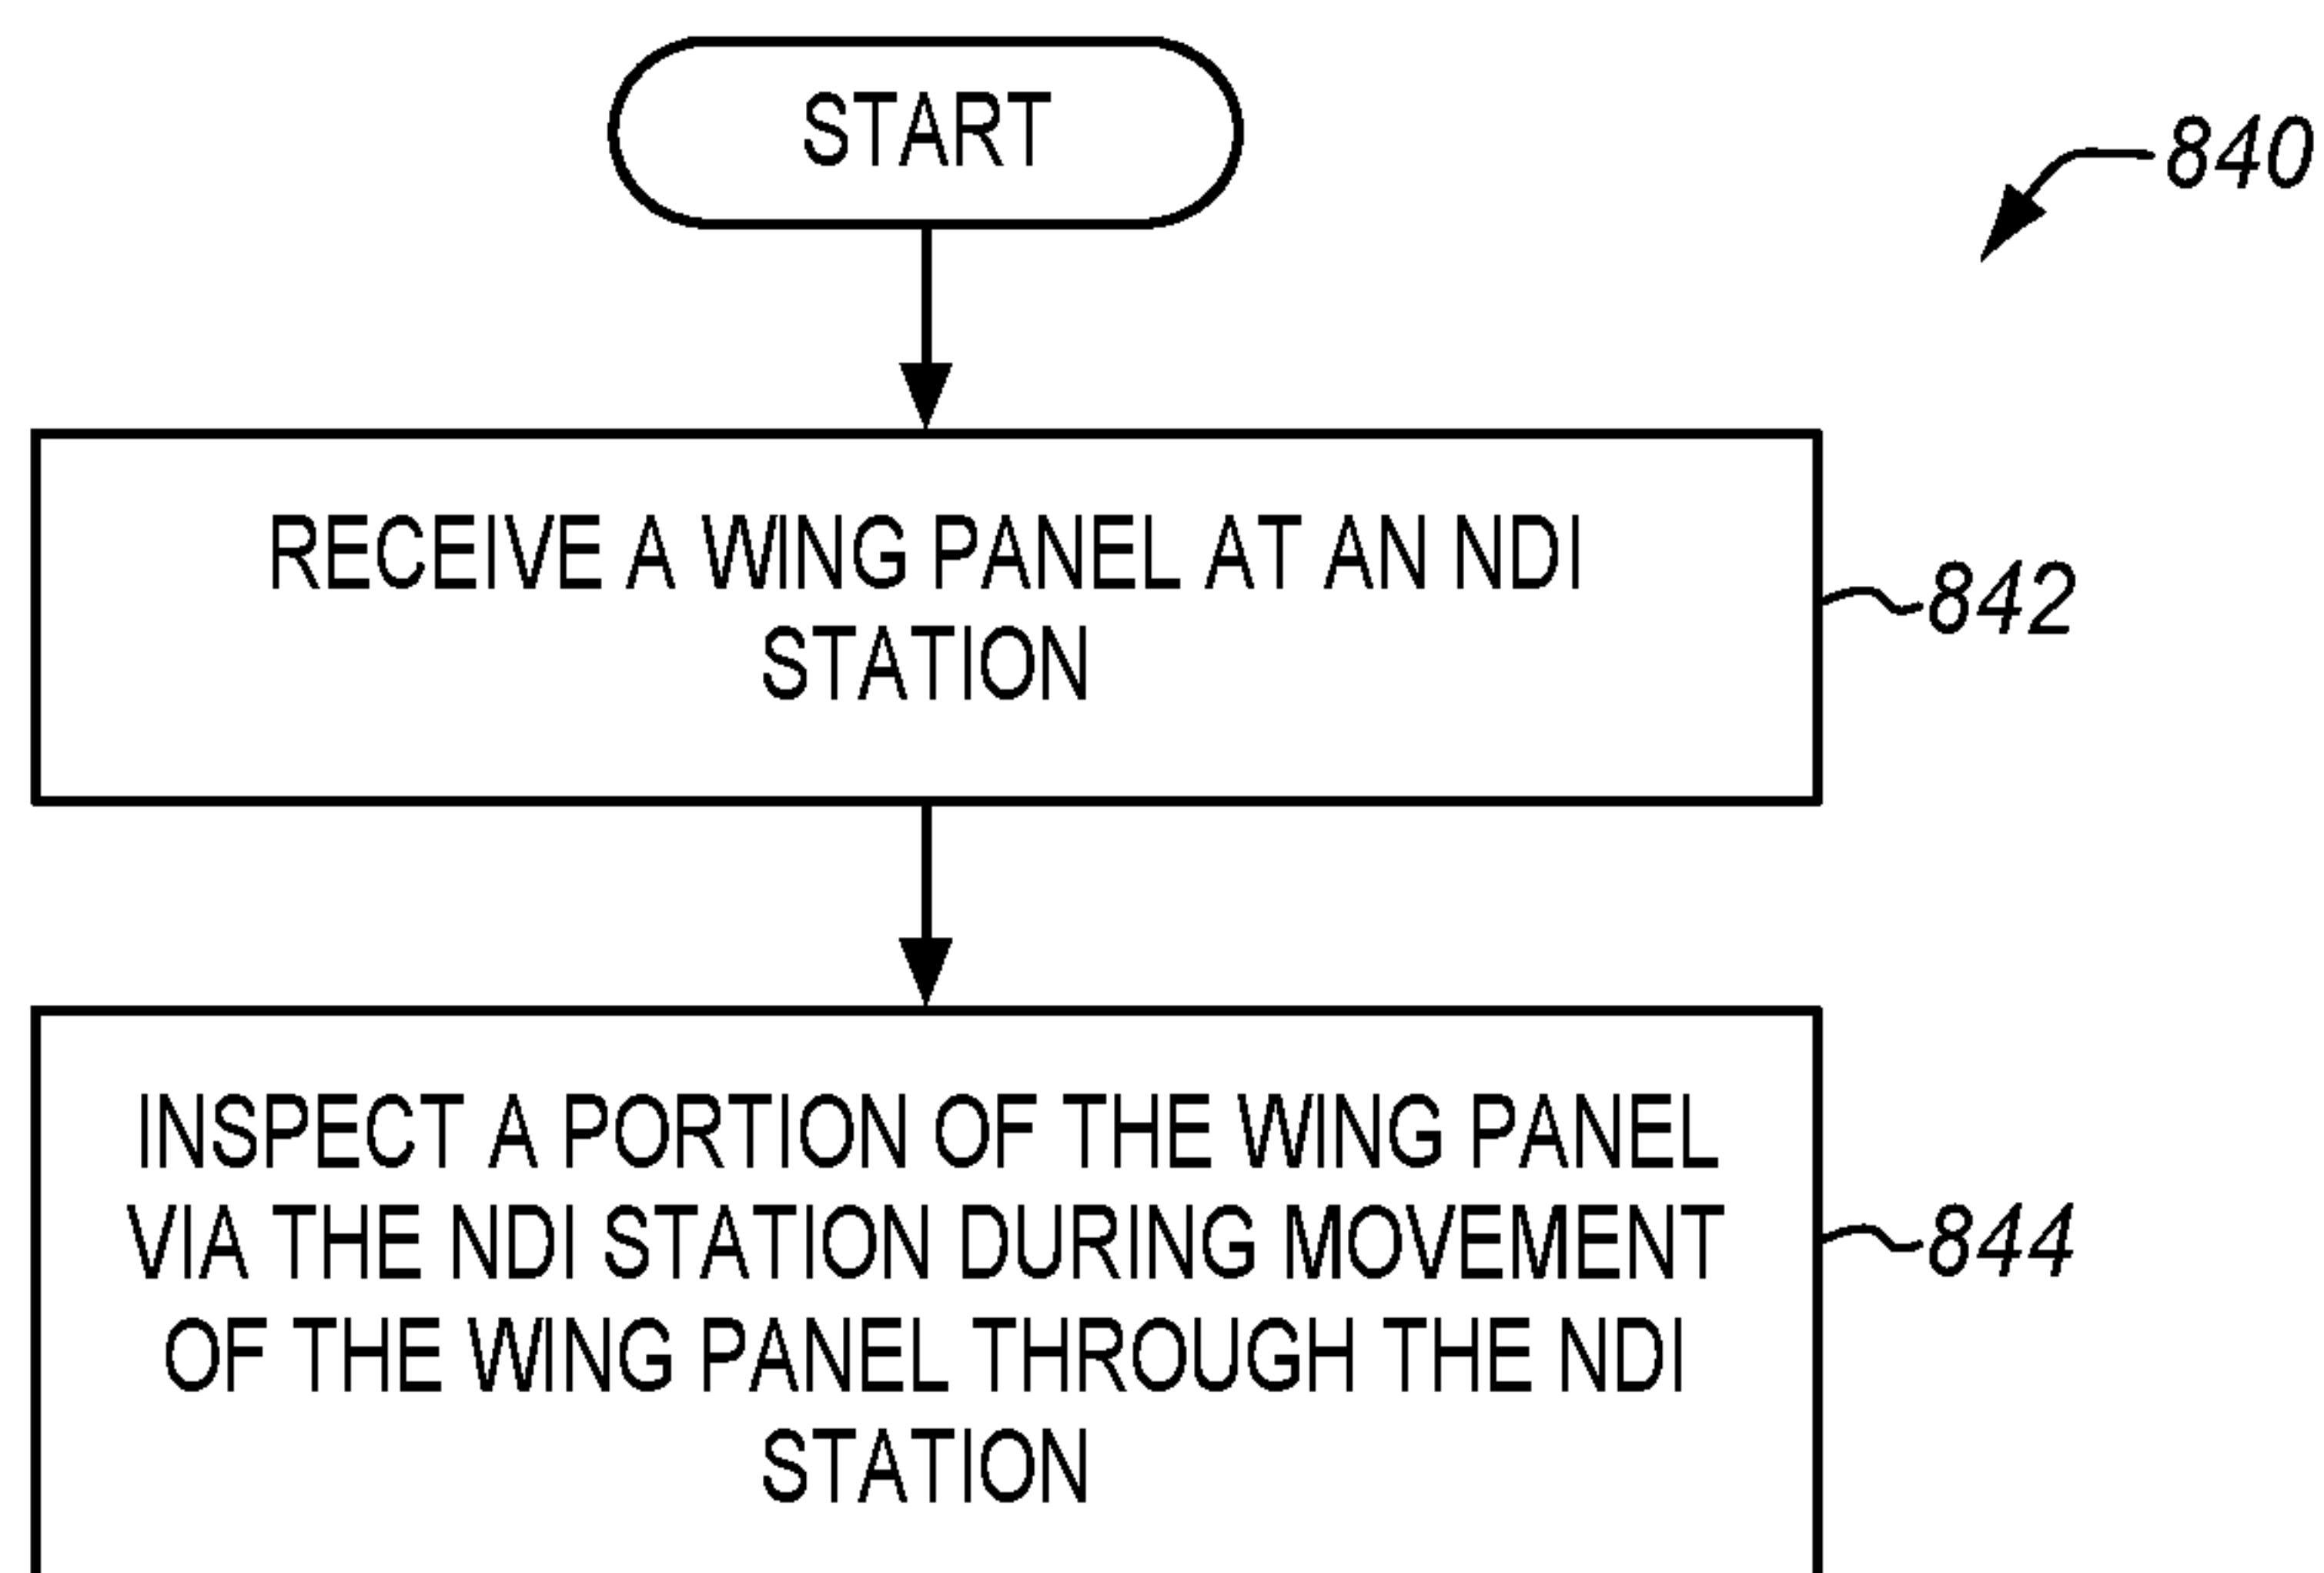 START
840
RECEIVE A WING PANEL AT AN NDI
STATION
842
INSPECT A PORTION OF THE WING PANEL
VIA THE NDI STATION DURING MOVEMENT
OF THE WING PANEL THROUGH THE NDI
STATION
844